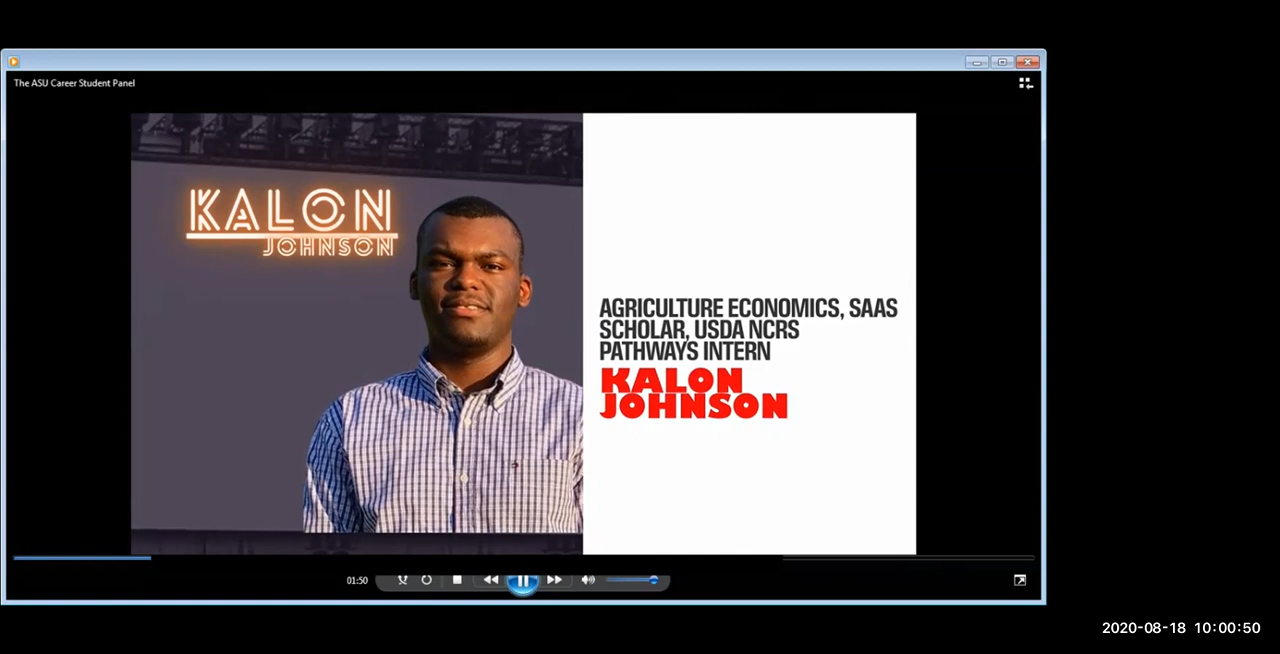 The ASU Career Student Panel
KALON
JOHNSON
AGRICULTURE ECONOMICS, SAAS
SCHOLAR, USDA NCRS
PATHWAYS INTERN
KALON
JOHNSON
01:50
2020-08-18 10:00:50